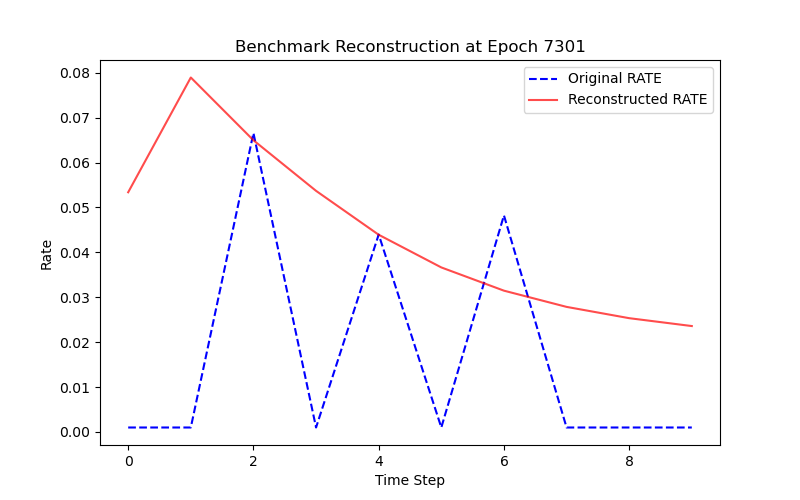 Benchmark Reconstruction at Epoch 7301
Original RATE
Reconstructed RATE
0.08
0.07
0.06
0.05
0.04
0.03
0.02
0.01
0.00
Rate
0 2 4 6 8
Time Step